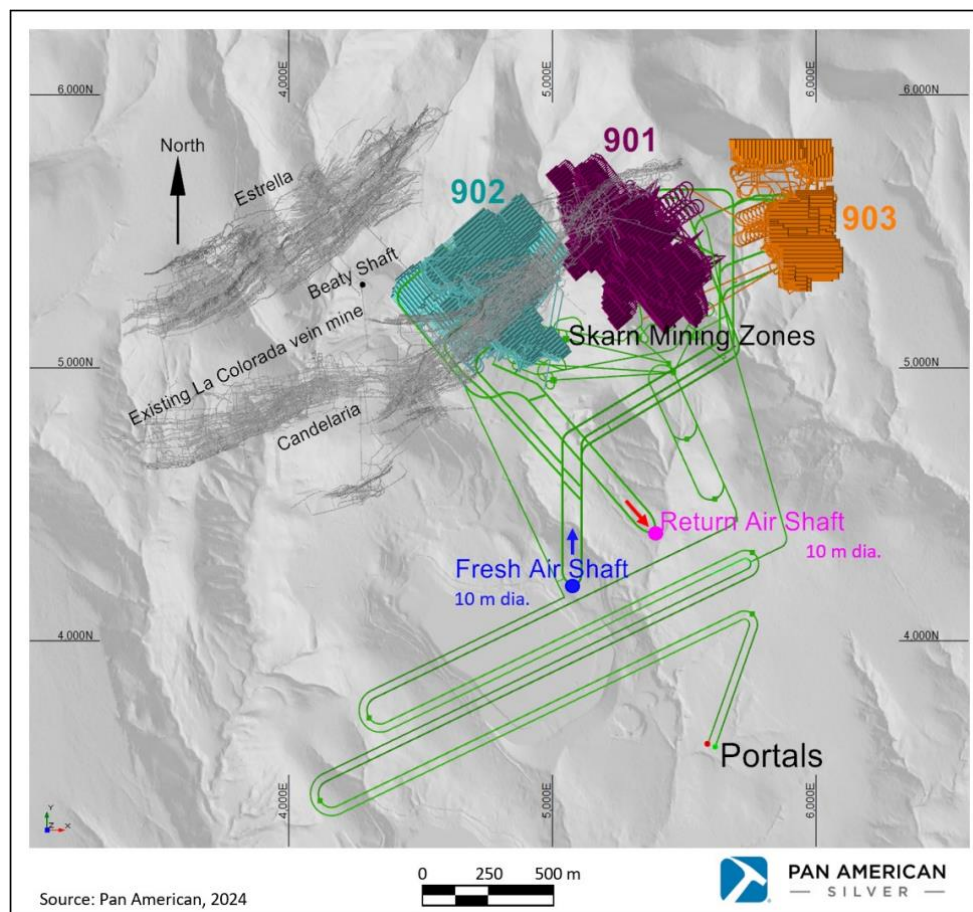 4,000E
5,000E
6,000E
6,000N
6,000N
North
Estrella
901
902
903
Beaty Shaft
Existing La Colorada vein mine
Skarn Mining Zones
5,000N
5,000N
Candelaria
Return Air Shaft
10 m dia.
Fresh Air Shaft
10 m dia.
4,000N
4,000N
Portals
4,000E
5,000E
6,000E
Y
Z
X
0
250
500 m
Source: Pan American, 2024
PAN AMERICAN
SILVER